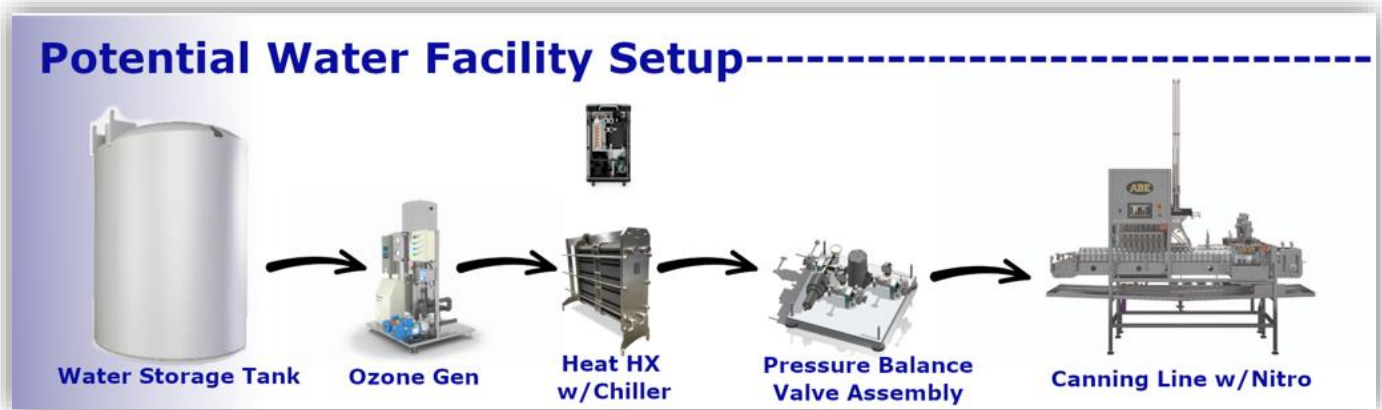 Potential Water Facility Setup-------------------------------
ABE
Water Storage Tank
Ozone Gen
Heat HX
w/Chiller
Pressure Balance
Valve Assembly
Canning Line w/Nitro